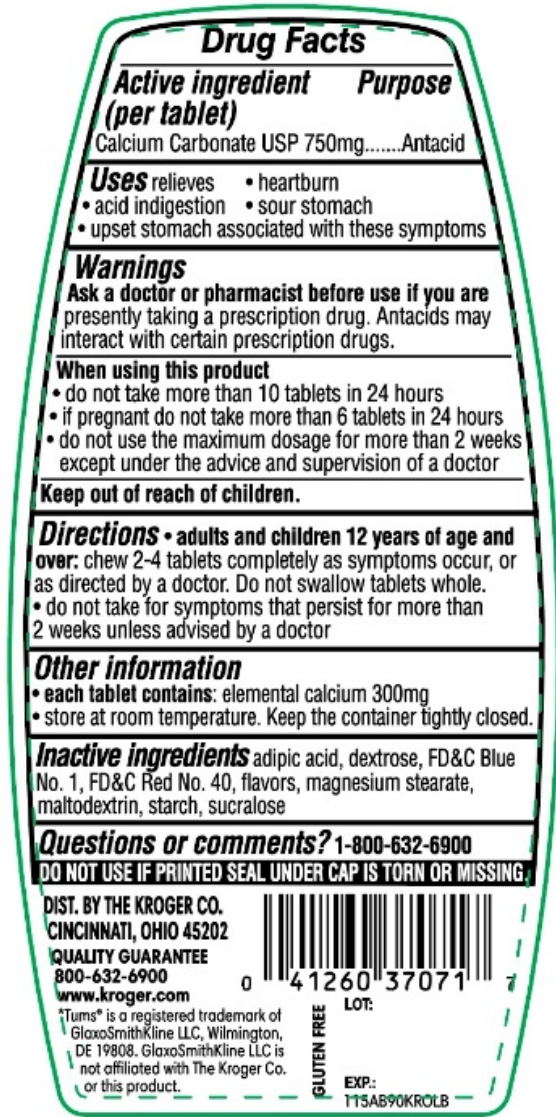 Drug Facts
Active ingredient Purpose
(per tablet)
Calcium Carbonate USP 750mg.......Antacid
Uses relieves • heartburn
• acid indigestion • sour stomach
• upset stomach associated with these symptoms
Warnings
Ask a doctor or pharmacist before use if you are
presently taking a prescription drug. Antacids may
interact with certain prescription drugs.
When using this product
• do not take more than 10 tablets in 24 hours
• if pregnant do not take more than 6 tablets in 24 hours
• do not use the maximum dosage for more than 2 weeks
except under the advice and supervision of a doctor
Keep out of reach of children.
Directions • adults and children 12 years of age and
over: chew 2-4 tablets completely as symptoms occur, or
as directed by a doctor. Do not swallow tablets whole.
• do not take for symptoms that persist for more than
2 weeks unless advised by a doctor
Other information
• each tablet contains: elemental calcium 300mg
• store at room temperature. Keep the container tightly closed.
Inactive ingredients adipic acid, dextrose, FD&C Blue
No. 1, FD&C Red No. 40, flavors, magnesium stearate,
maltodextrin, starch, sucralose
Questions or comments? 1-800-632-6900
DO NOT USE IF PRINTED SEAL UNDER CAP IS TORN OR MISSING.
DIST. BY THE KROGER CO.
CINCINNATI, OHIO 45202
QUALITY GUARANTEE
800-632-6900
www.kroger.com
*Tums® is a registered trademark of
GlaxoSmithKline LLC, Wilmington,
DE 19808. GlaxoSmithKline LLC is
not affiliated with The Kroger Co.
or this product.
0 41260 37071 7
GLUTEN FREE
LOT:
EXP.:
115AB90KROLB